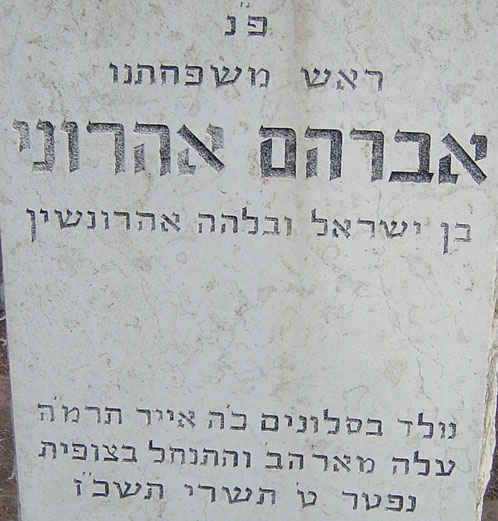 פ״נ
ראש משפחתנו
אברהם אהרוני
בן ישראל ובלהה אהרונשין
נולד בסלונים כ״ה אייר תרמ״ה
עלה מארה״ב והתנחל בצופית
נפטר ט׳ תשרי תשכ״ז